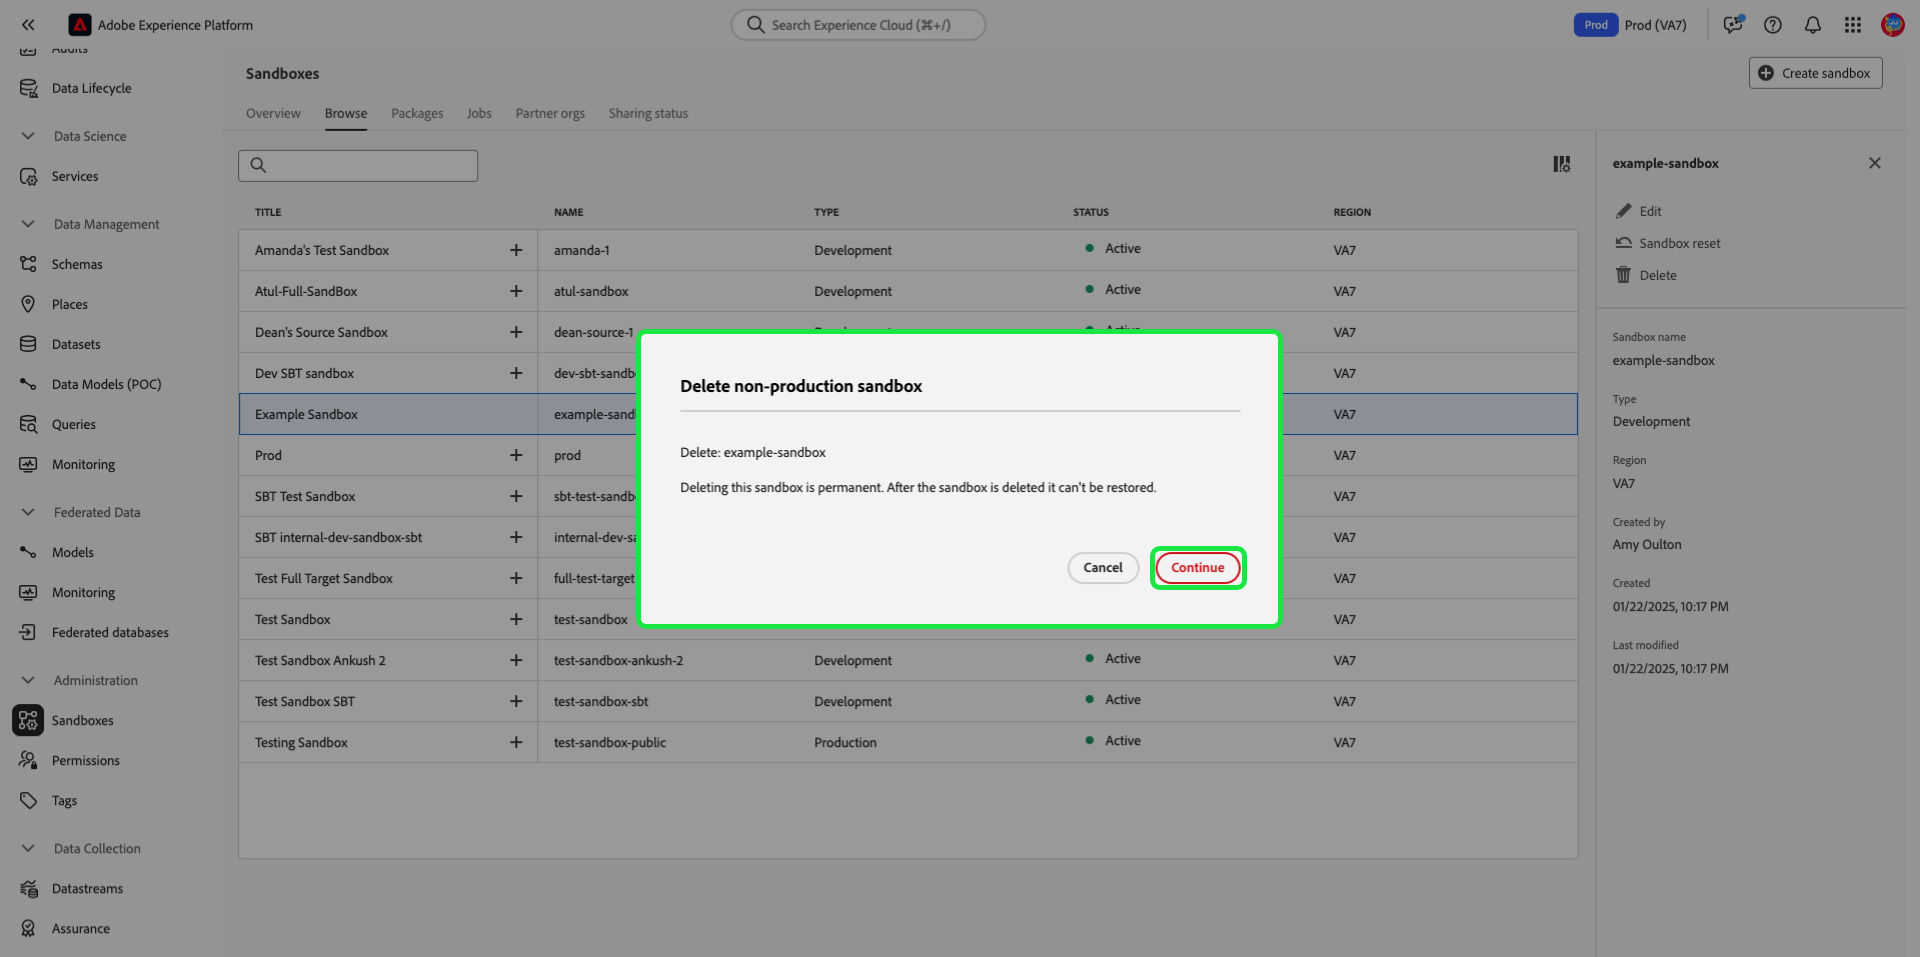 Adobe Experience Platform
Search Experience Cloud (⌘+/)
Prod
Prod (VA7)
Audits
Data Lifecycle
Data Science
Services
Data Management
Schemas
Places
Datasets
Data Models (POC)
Queries
Monitoring
Federated Data
Models
Monitoring
Federated databases
Administration
Sandboxes
Permissions
Tags
Data Collection
Datastreams
Assurance
Sandboxes
Create sandbox
Overview Browse Packages Jobs Partner orgs Sharing status
TITLE NAME TYPE STATUS REGION
Amanda's Test Sandbox + amanda-1 Development Active VA7
Atul-Full-SandBox + atul-sandbox Development Active VA7
Dean's Source Sandbox + dean-source-1 Development Active VA7
Dev SBT sandbox + dev-sbt-sandb VA7
Example Sandbox example-sand VA7
Prod + prod VA7
SBT Test Sandbox + sbt-test-sandb VA7
SBT internal-dev-sandbox-sbt + internal-dev-sa VA7
Test Full Target Sandbox + full-test-target VA7
Test Sandbox + test-sandbox VA7
Test Sandbox Ankush 2 + test-sandbox-ankush-2 Development Active VA7
Test Sandbox SBT + test-sandbox-sbt Development Active VA7
Testing Sandbox + test-sandbox-public Production Active VA7
Delete non-production sandbox
Delete: example-sandbox
Deleting this sandbox is permanent. After the sandbox is deleted it can't be restored.
Cancel Continue
example-sandbox
Edit
Sandbox reset
Delete
Sandbox name
example-sandbox
Type
Development
Region
VA7
Created by
Amy Oulton
Created
01/22/2025, 10:17 PM
Last modified
01/22/2025, 10:17 PM